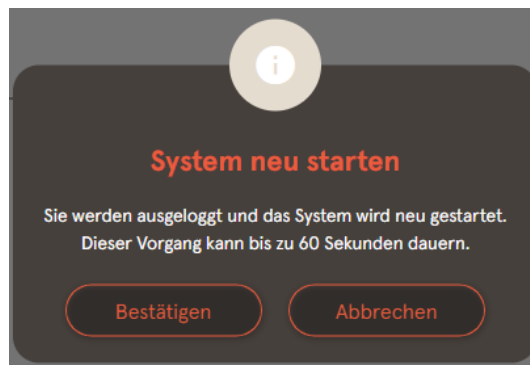 System neu starten
Sie werden ausgeloggt und das System wird neu gestartet.
Dieser Vorgang kann bis zu 60 Sekunden dauern.
Bestätigen
Abbrechen